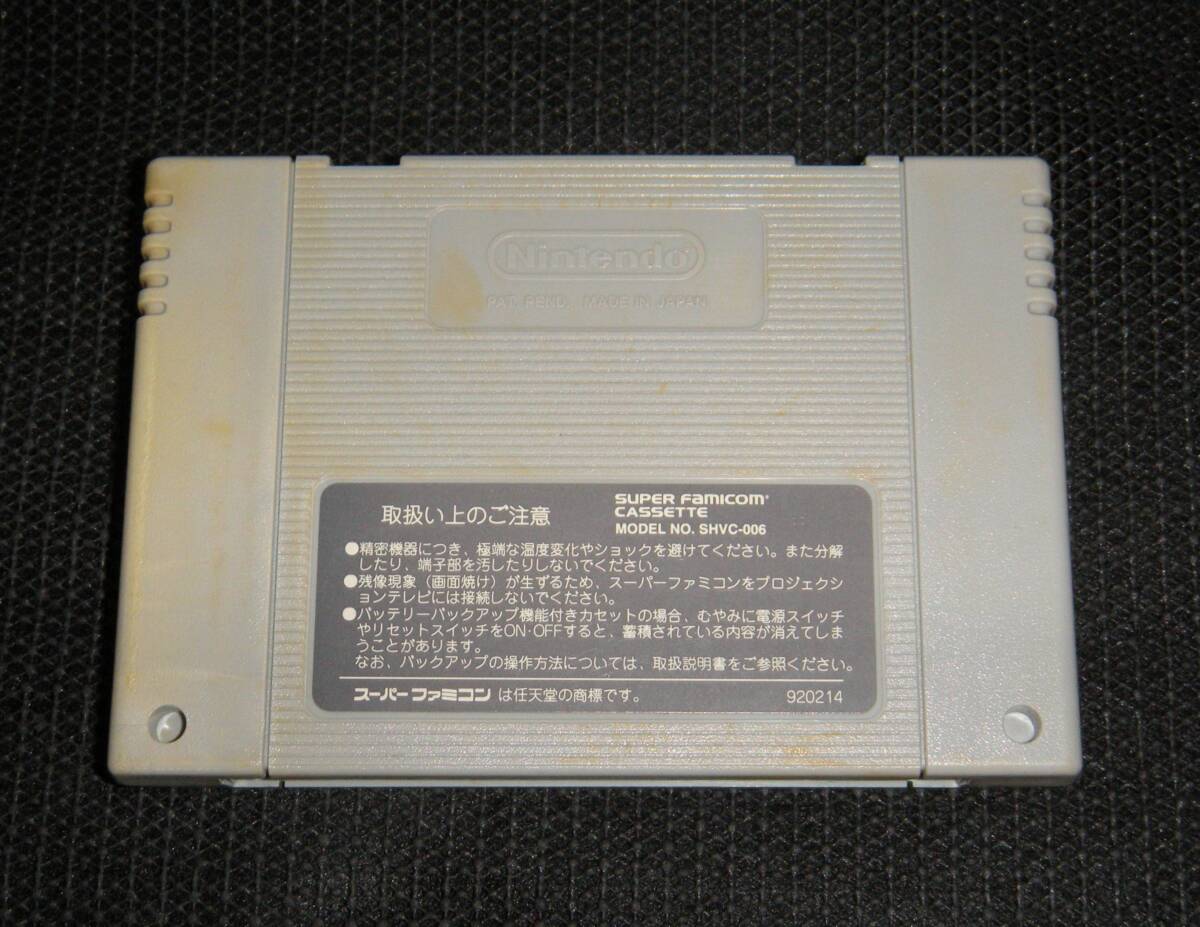 Nintendo
PAT. PEND. MADE IN JAPAN
取扱い上のご注意
SUPER FAMICOM
CASSETTE
MODEL NO. SHVC-006
●精密機器につき、極端な温度変化やショックを避けてください。また分解
したり、端子部を汚したりしないでください。
●残像現象（画面焼け）が生ずるため、スーパーファミコンをプロジェクシ
ョンテレビには接続しないでください。
●バッテリーバックアップ機能付きカセットの場合、むやみに電源スイッチ
やリセットスイッチをON･OFFすると、蓄積されている内容が消えてしま
うことがあります。
なお、バックアップの操作方法については、取扱説明書をご参照ください。
スーパーファミコン は任天堂の商標です。
920214